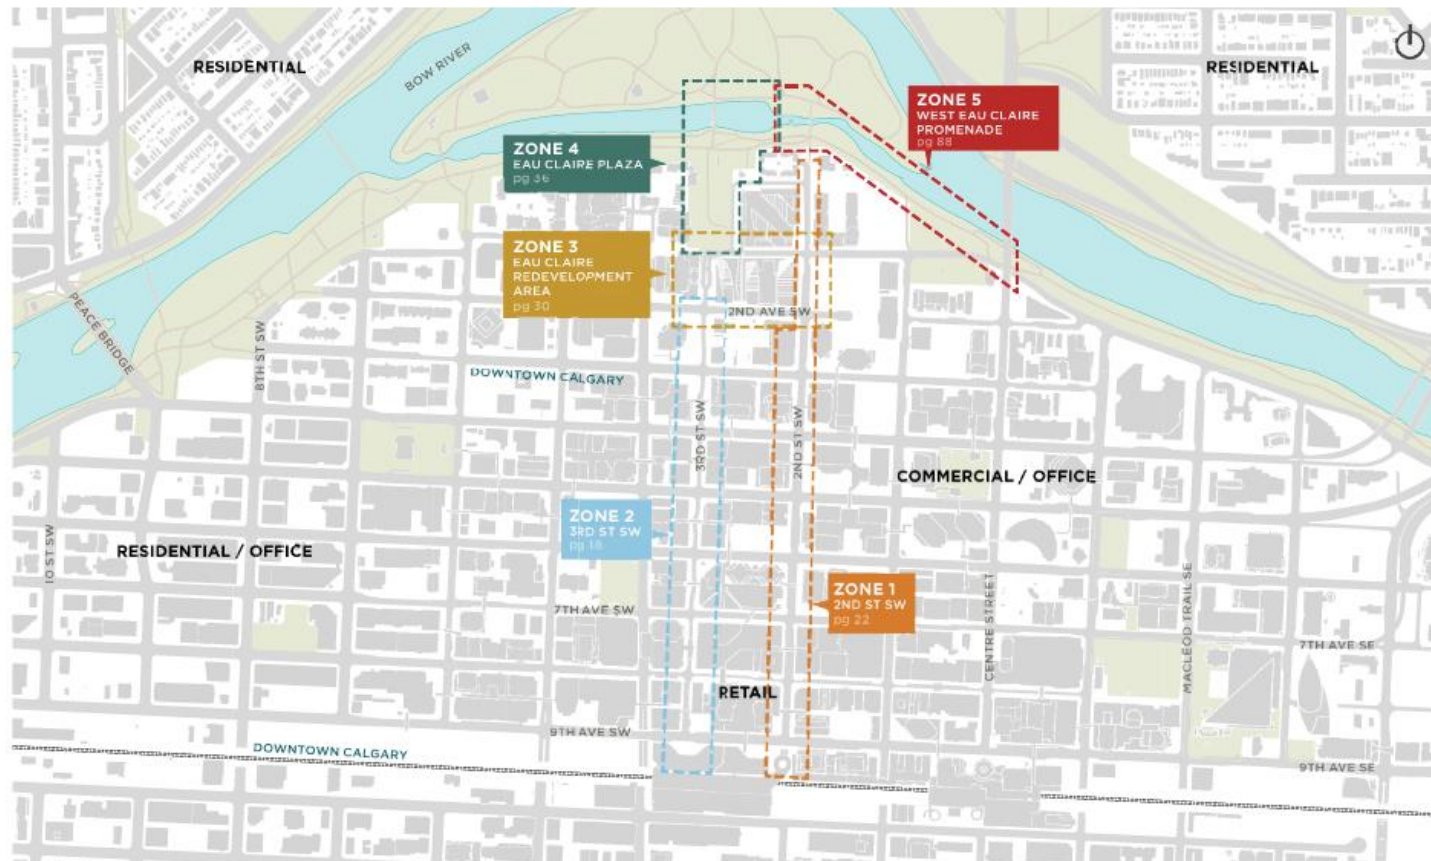 RESIDENTIAL
BOW RIVER
RESIDENTIAL
ZONE 5
WEST EAU CLAIRE
PROMENADE
pg 88
ZONE 4
EAU CLAIRE PLAZA
pg 36
ZONE 3
EAU CLAIRE
REDEVELOPMENT
AREA
pg 30
2ND AVE SW
PEACE BRIDGE
8TH ST SW
DOWNTOWN CALGARY
3RD ST SW
2ND ST SW
COMMERCIAL / OFFICE
ZONE 2
3RD ST SW
pg 18
10 ST SW
RESIDENTIAL / OFFICE
ZONE 1
2ND ST SW
pg 22
7TH AVE SW
CENTRE STREET
MACLEOD TRAIL SE
7TH AVE SE
RETAIL
9TH AVE SW
DOWNTOWN CALGARY
9TH AVE SE